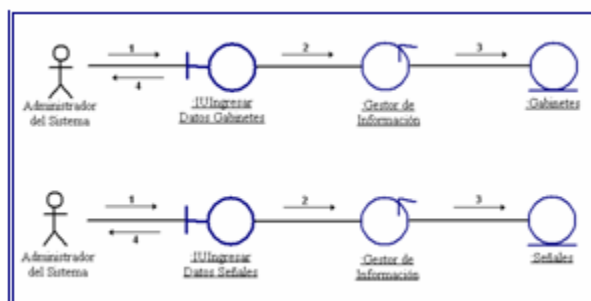 1
2
3
4
Administrador
del Sistema
:IUIngresar
Datos Gabinetes
:Gestor de
Información
:Gabinetes
1
2
3
4
Administrador
del Sistema
:IUIngresar
Datos Señales
:Gestor de
Información
:Señales